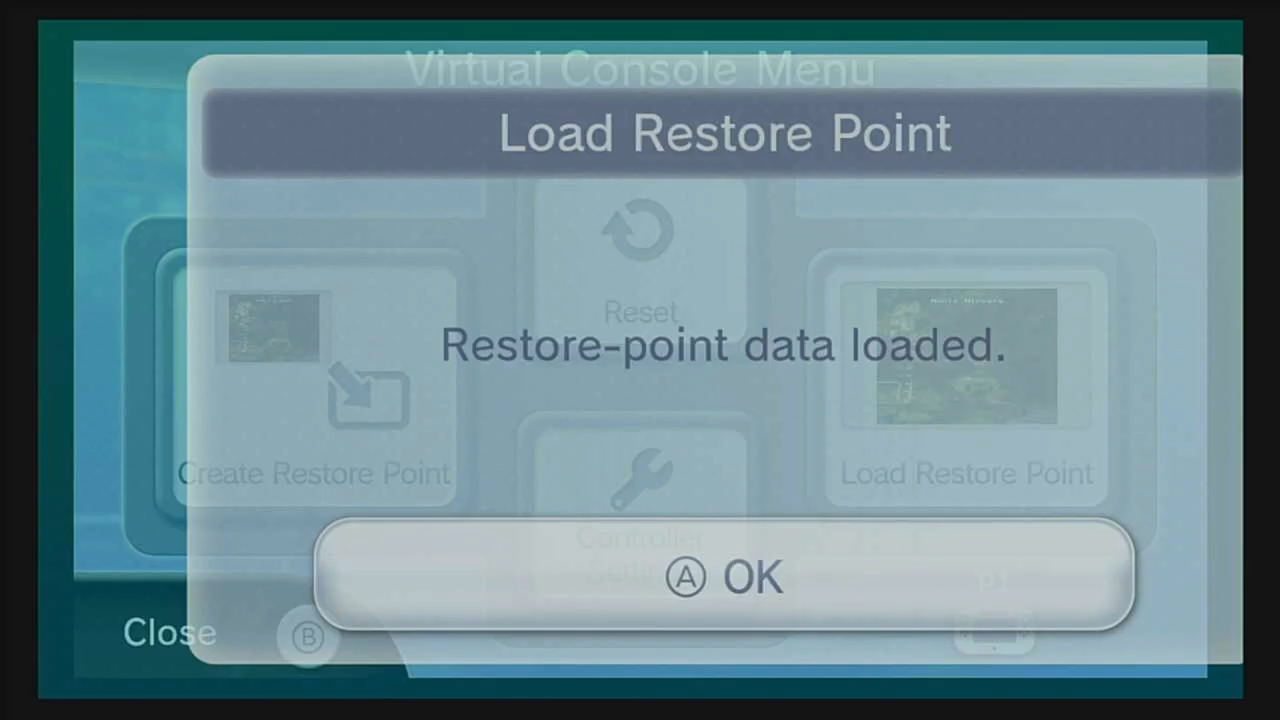 Virtual Console Menu
Load Restore Point
Reset
Restore-point data loaded.
Create Restore Point
Load Restore Point
Controller
Ⓐ OK
Close
Ⓑ